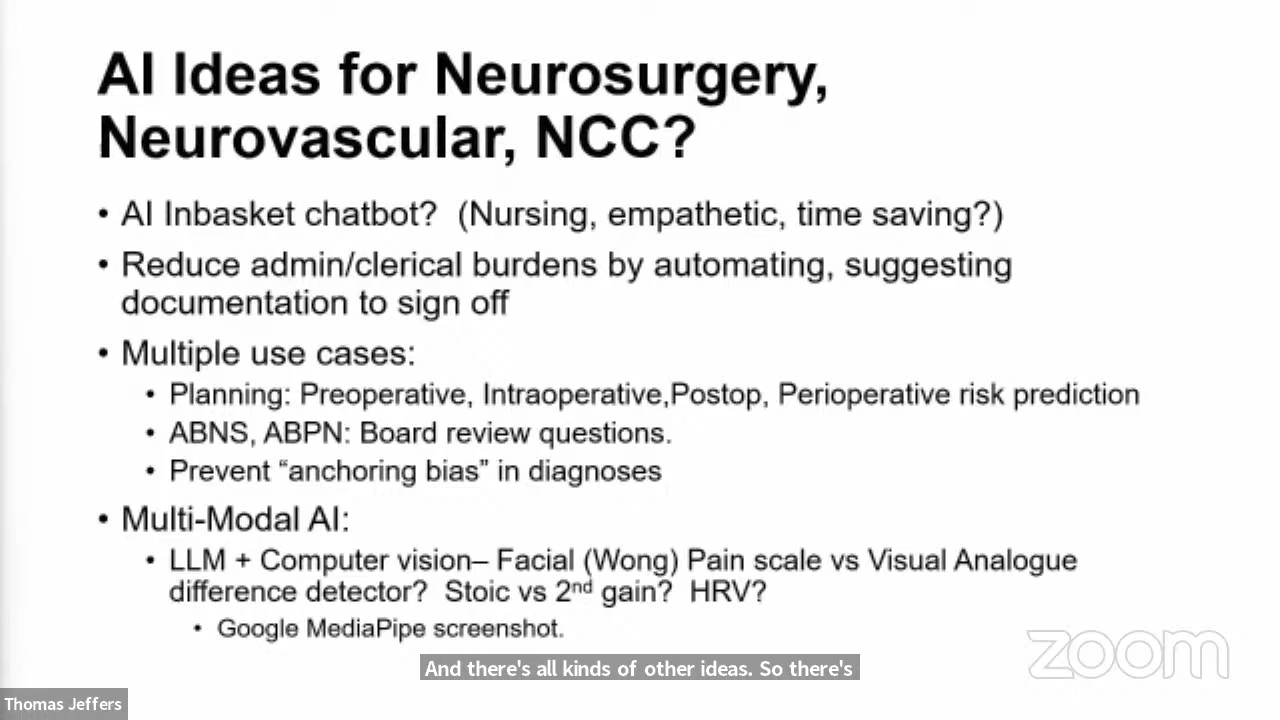 AI Ideas for Neurosurgery,
Neurovascular, NCC?
• AI Inbasket chatbot?  (Nursing, empathetic, time saving?)
• Reduce admin/clerical burdens by automating, suggesting
documentation to sign off
• Multiple use cases:
• Planning: Preoperative, Intraoperative,Postop, Perioperative risk prediction
• ABNS, ABPN: Board review questions.
• Prevent “anchoring bias” in diagnoses
• Multi-Modal AI:
• LLM + Computer vision– Facial (Wong) Pain scale vs Visual Analogue
difference detector?  Stoic vs 2nd gain?  HRV?
• Google MediaPipe screenshot.
zoom
And there's all kinds of other ideas. So there's
Thomas Jeffers